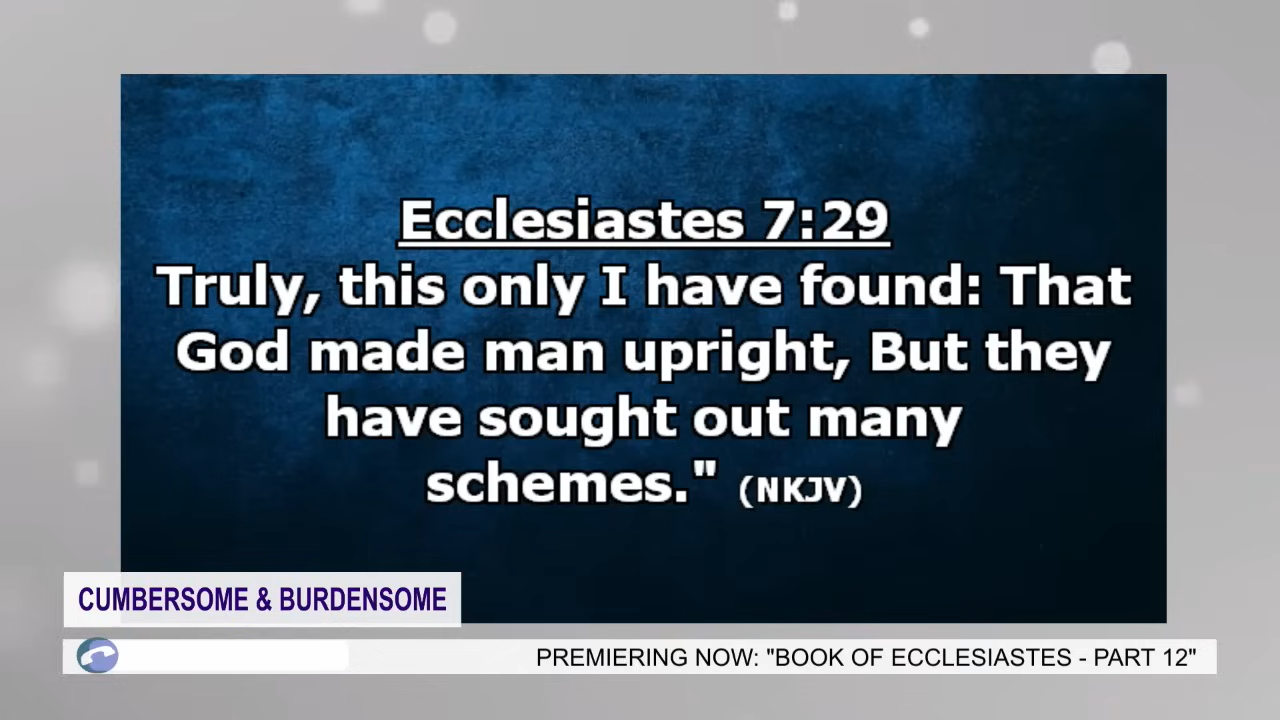 Ecclesiastes 7:29
Truly, this only I have found: That
God made man upright, But they
have sought out many
schemes." (NKJV)
CUMBERSOME & BURDENSOME
PREMIERING NOW: "BOOK OF ECCLESIASTES - PART 12"